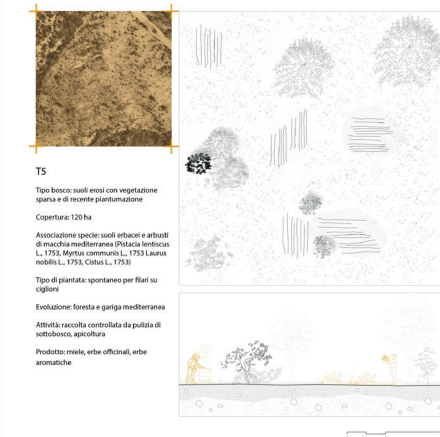 T5
Tipo bosco: suoli erosi con vegetazione
sparsa e di recente piantumazione
Copertura: 120 ha
Associazione specie: suoli erbacei e arbusti
di macchia mediterranea (Pistacia lentiscus
L., 1753, Myrtus communis L., 1753 Laurus
nobilis L., 1753, Cistus L., 1753)
Tipo di piantata: spontaneo per filari su
ciglioni
Evoluzione: foresta e gariga mediterranea
Attività: raccolta controllata da pulizia di
sottobosco, apicoltura
Prodotto: miele, erbe officinali, erbe
aromatiche